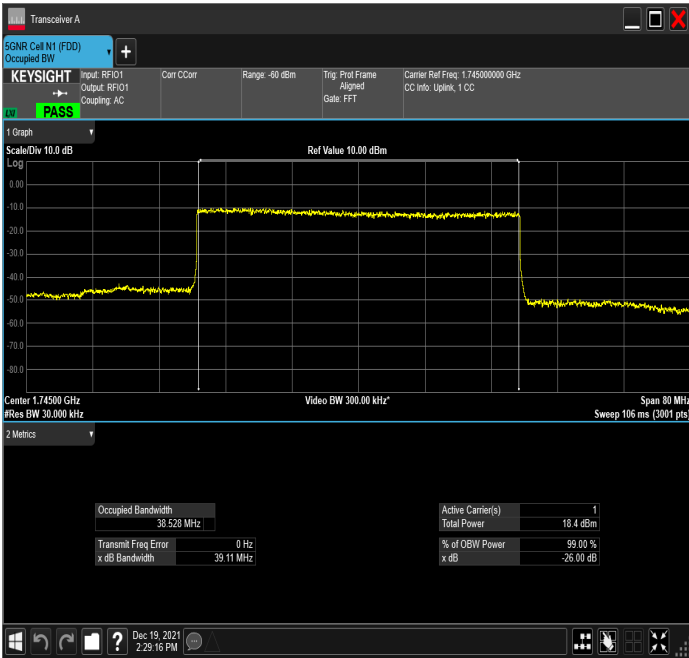 Transceiver A
5GNR Cell N1 (FDD)
Occupied BW
+
KEYSIGHT
PASS
Input: RFIO1
Output: RFIO1
Coupling: AC
Corr CCorr
Range: -60 dBm
Trig: Prot Frame
Aligned
Gate: FFT
Carrier Ref Freq: 1.745000000 GHz
CC Info: Uplink, 1 CC
1 Graph
Scale/Div 10.0 dB
Ref Value 10.00 dBm
Log
0.00
-10.0
-20.0
-30.0
-40.0
-50.0
-60.0
-70.0
-80.0
Center 1.74500 GHz
Video BW 300.00 kHz*
Span 80 MHz
#Res BW 30.000 kHz
Sweep 106 ms (3001 pts)
2 Metrics
Occupied Bandwidth
38.528 MHz
Transmit Freq Error 0 Hz
x dB Bandwidth 39.11 MHz
Active Carrier(s) 1
Total Power 18.4 dBm
% of OBW Power 99.00 %
x dB -26.00 dB
?
Dec 19, 2021
2:29:16 PM